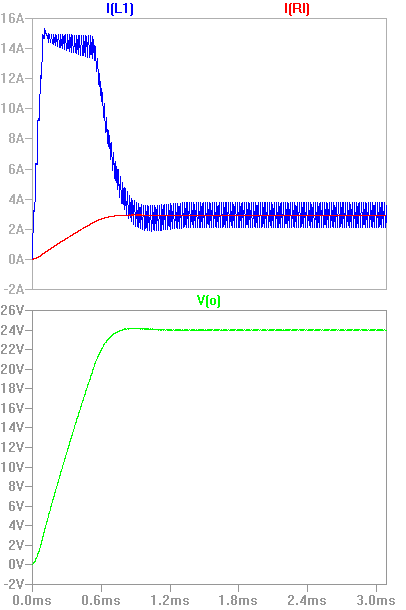 I(L1) I(Rl)
16A
14A
12A
10A
8A
6A
4A
2A
0A
-2A
V(o)
26V
24V
22V
20V
18V
16V
14V
12V
10V
8V
6V
4V
2V
0V
-2V
0.0ms 0.6ms 1.2ms 1.8ms 2.4ms 3.0ms